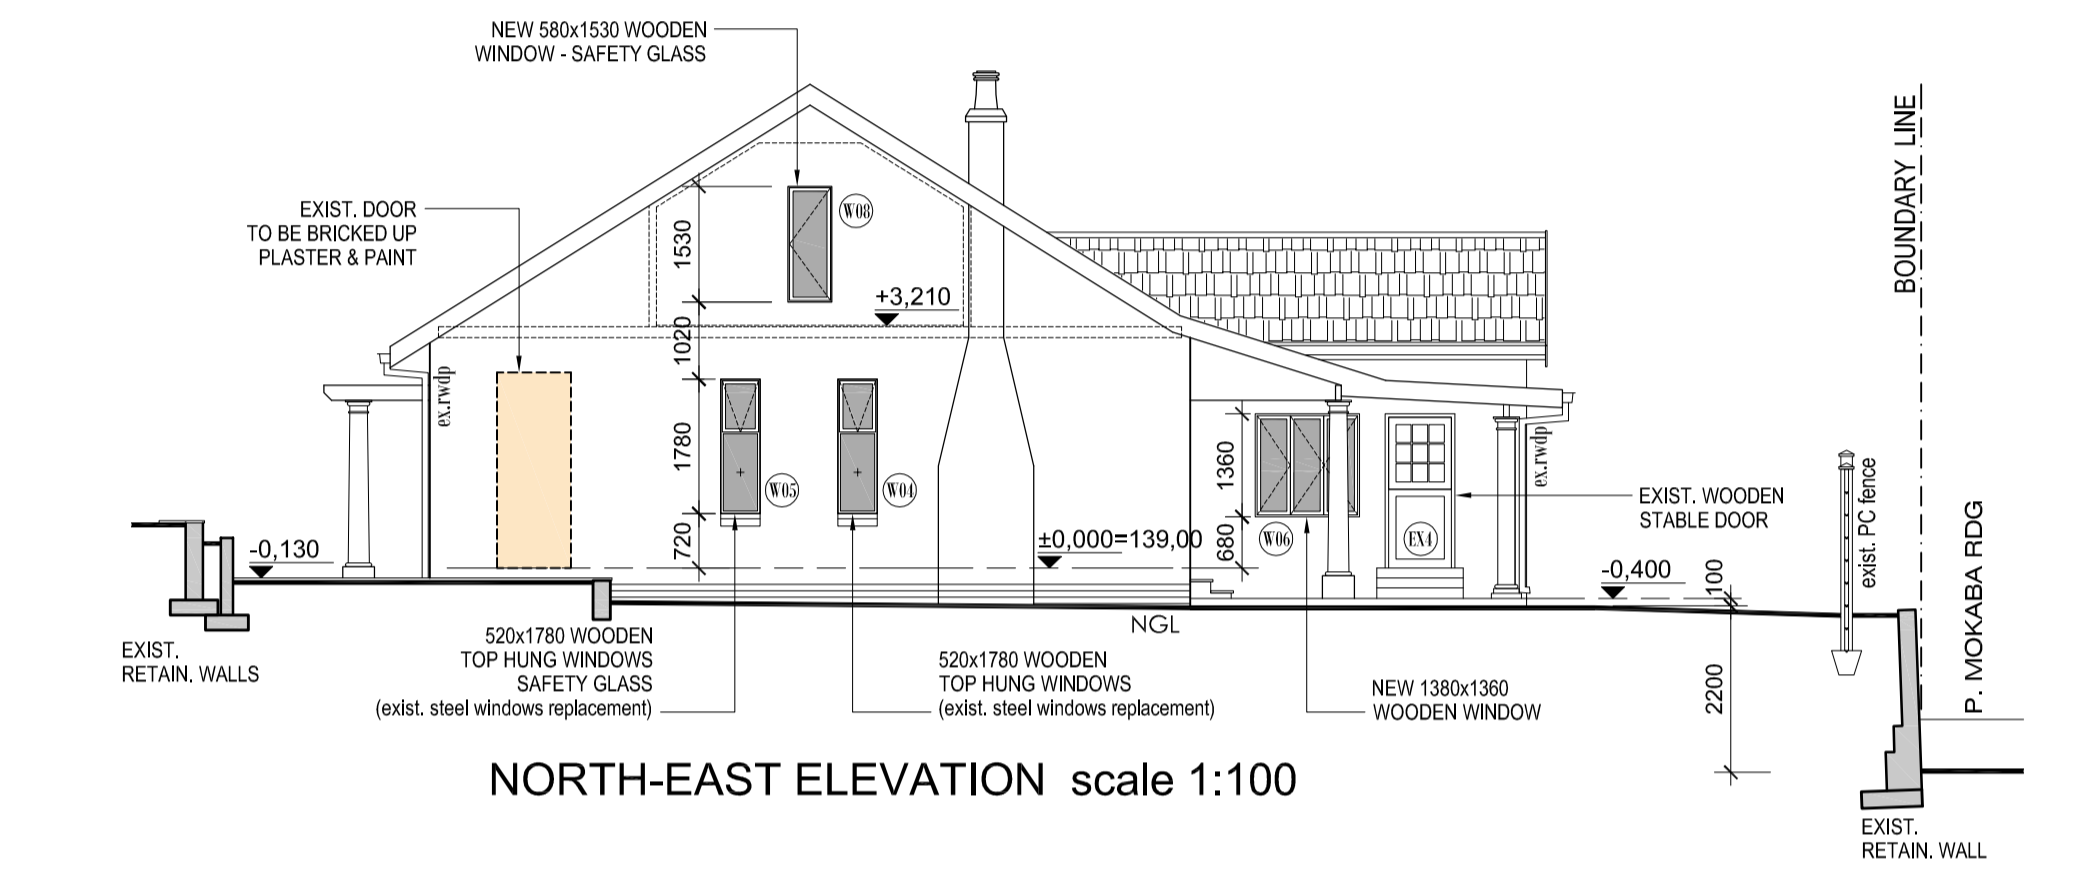 NEW 580x1530 WOODEN
WINDOW - SAFETY GLASS
EXIST. DOOR
TO BE BRICKED UP
PLASTER & PAINT
W08
1530
+3,210
1020
BOUNDARY LINE
ex.rwdp
1780
W05
W04
720
±0,000=139,00
1360
680
W06
EX4
ex.rwdp
EXIST. WOODEN
STABLE DOOR
exist. PC fence
P. MOKABA RDG
-0,130
-0,400
100
2200
NGL
EXIST.
RETAIN. WALLS
520x1780 WOODEN
TOP HUNG WINDOWS
SAFETY GLASS
(exist. steel windows replacement)
520x1780 WOODEN
TOP HUNG WINDOWS
(exist. steel windows replacement)
NEW 1380x1360
WOODEN WINDOW
NORTH-EAST ELEVATION scale 1:100
EXIST.
RETAIN. WALL